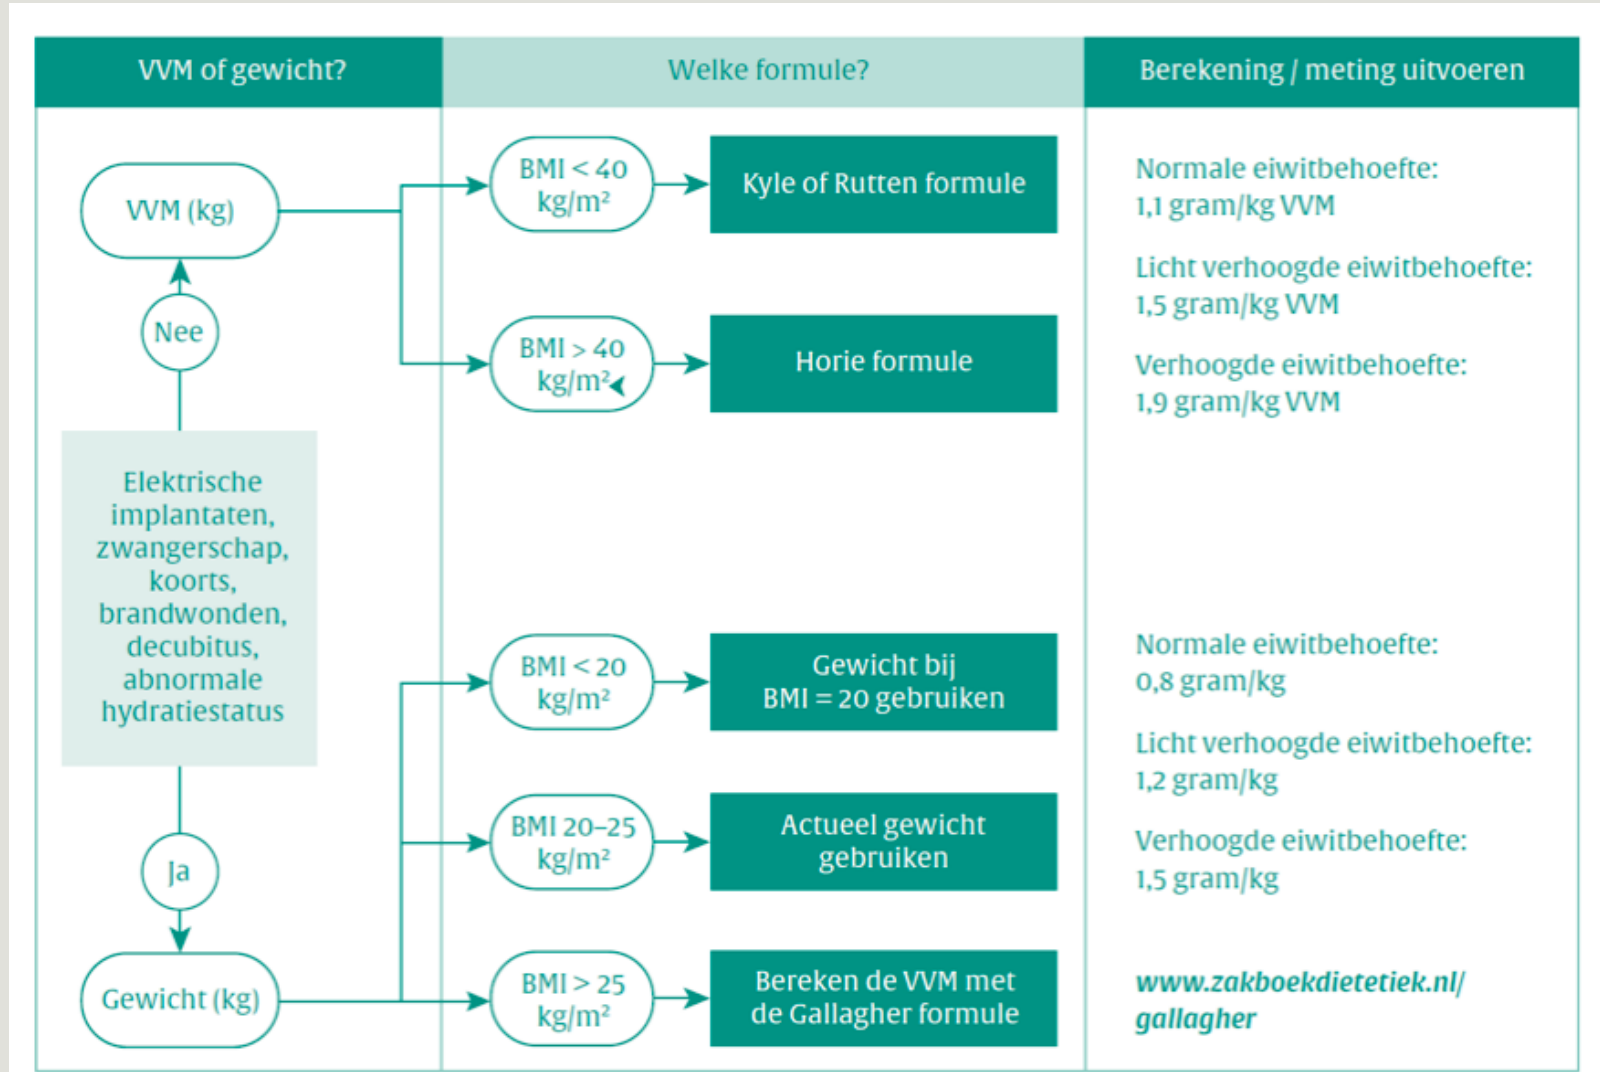 VVM of gewicht?
Welke formule?
Berekening / meting uitvoeren
VVM (kg)
Nee
Elektrische
implantaten,
zwangerschap,
koorts,
brandwonden,
decubitus,
abnormale
hydratiestatus
Ja
Gewicht (kg)
BMI < 40
kg/m²
Kyle of Rutten formule
BMI > 40
kg/m²
Horie formule
BMI < 20
kg/m²
Gewicht bij
BMI = 20 gebruiken
BMI 20–25
kg/m²
Actueel gewicht
gebruiken
BMI > 25
kg/m²
Bereken de VVM met
de Gallagher formule
Normale eiwitbehoefte:
1,1 gram/kg VVM
Licht verhoogde eiwitbehoefte:
1,5 gram/kg VVM
Verhoogde eiwitbehoefte:
1,9 gram/kg VVM
Normale eiwitbehoefte:
0,8 gram/kg
Licht verhoogde eiwitbehoefte:
1,2 gram/kg
Verhoogde eiwitbehoefte:
1,5 gram/kg
www.zakboekdietetiek.nl/
gallagher